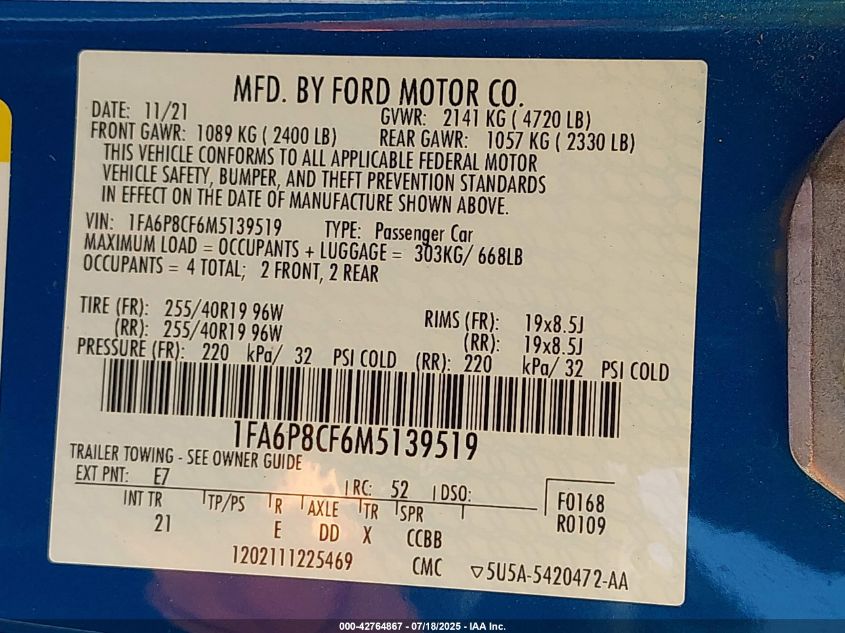 MFD. BY FORD MOTOR CO.
DATE: 11/21 GVWR: 2141 KG ( 4720 LB)
FRONT GAWR: 1089 KG ( 2400 LB) REAR GAWR: 1057 KG ( 2330 LB)
THIS VEHICLE CONFORMS TO ALL APPLICABLE FEDERAL MOTOR
VEHICLE SAFETY, BUMPER, AND THEFT PREVENTION STANDARDS
IN EFFECT ON THE DATE OF MANUFACTURE SHOWN ABOVE.
VIN: 1FA6P8CF6M5139519 TYPE: Passenger Car
MAXIMUM LOAD = OCCUPANTS + LUGGAGE = 303KG/ 668LB
OCCUPANTS = 4 TOTAL; 2 FRONT, 2 REAR
TIRE (FR): 255/40R19 96W RIMS (FR): 19x8.5J
(RR): 255/40R19 96W (RR): 19x8.5J
PRESSURE (FR): 220 kPa/ 32 PSI COLD (RR): 220 kPa/ 32 PSI COLD
1FA6P8CF6M5139519
TRAILER TOWING - SEE OWNER GUIDE
EXT PNT: E7 RC: 52 DSO: F0168
INT TR TP/PS R AXLE TR SPR R0109
21 E DD X CCBB
1202111225469 CMC ▽5U5A-5420472-AA
000-42764867 - 07/18/2025 - IAA Inc.